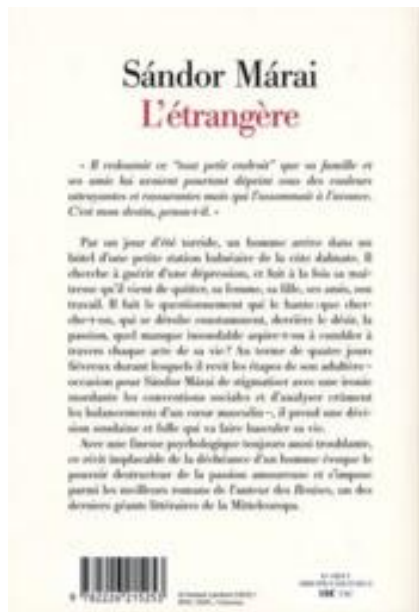 Sándor Márai
L'étrangère
« Il redoutait ce "tout petit endroit" que sa famille et
ses amis lui avaient pourtant dépeint sous des couleurs
attrayantes et rassurantes mais qui l'assommait à l'avance.
C'est mon destin, pensa-t-il. »
Par un jour d'été torride, un homme arrive dans un
hôtel d'une petite station balnéaire de la côte dalmate. Il
cherche à guérir d'une dépression, et fuit à la fois sa maî-
tresse qu'il vient de quitter, sa femme, sa fille, ses amis, son
travail. Il fuit le questionnement qui le hante : que cher-
che-t-on, qui se dérobe constamment, derrière le désir, la
passion, quel manque insondable aspire-t-on à combler à
travers chaque acte de sa vie ? Au terme de quatre jours
fiévreux durant lesquels il revit les étapes de son adultère –
occasion pour Sándor Márai de stigmatiser avec une ironie
mordante les conventions sociales et d'analyser crûment
les balancements d'un cœur masculin –, il prend une déci-
sion soudaine et folle qui va faire basculer sa vie.
Avec une finesse psychologique toujours aussi troublante,
ce récit implacable de la déchéance d'un homme évoque le
pouvoir destructeur de la passion amoureuse et s'impose
parmi les meilleurs romans de l'auteur des Braises, un des
derniers géants littéraires de la Mitteleuropa.
9 782226 215253